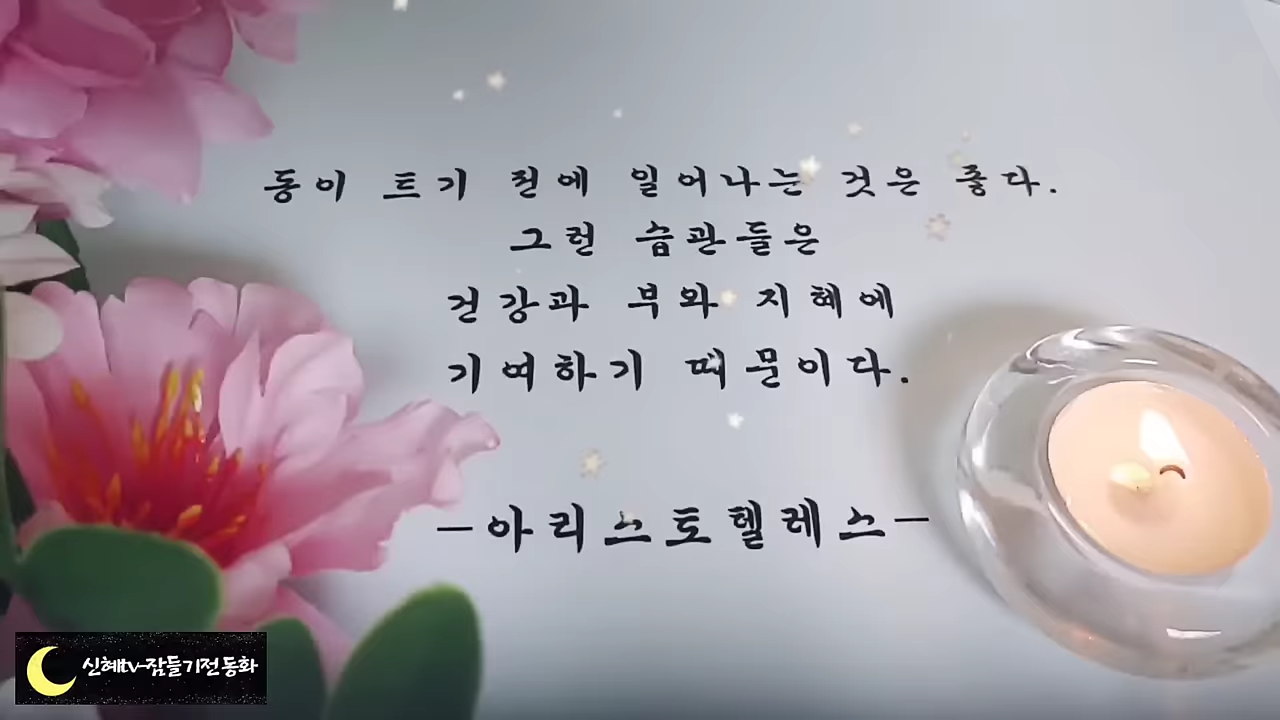 동이 트기 전에 일어나는 것은 좋다.
그런 습관들은
건강과 부와 지혜에
기여하기 때문이다.
-아리스토텔레스-
신혜tv-잠들기전동화